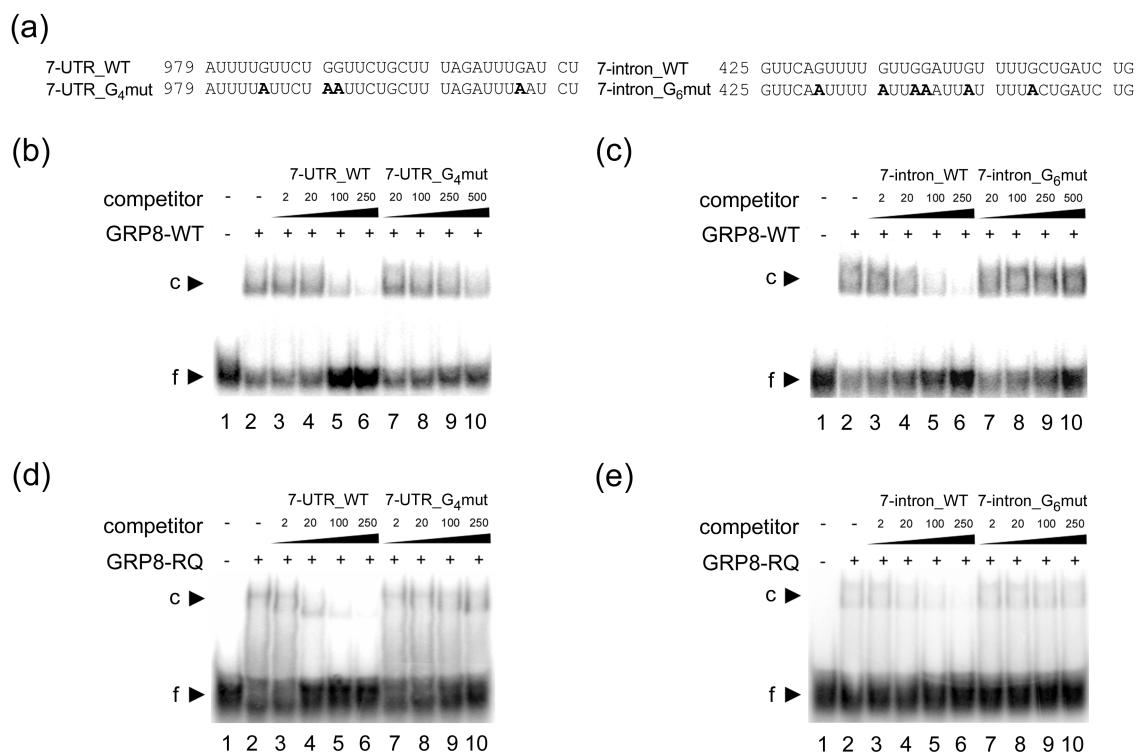 (a)
7-UTR_WT 979 AUUUUGUUCU GGUUCUGCUU UAGAUUUGAU CU 7-intron_WT 425 GUUCAGUUUU GUUGGAUUGU UUUGCUGAUC UG
7-UTR_G4mut 979 AUUUUAUUCU AAUUCUGCUU UAGAUUUAAU CU 7-intron_G6mut 425 GUUCAAUUUU AUUAAAUUAU UUUACUGAUC UG
(b)
7-UTR_WT 7-UTR_G4mut
competitor - - 2 20 100 250 20 100 250 500
GRP8-WT - + + + + + + + + +
c
f
1 2 3 4 5 6 7 8 9 10
(c)
7-intron_WT 7-intron_G6mut
competitor - - 2 20 100 250 20 100 250 500
GRP8-WT - + + + + + + + + +
c
f
1 2 3 4 5 6 7 8 9 10
(d)
7-UTR_WT 7-UTR_G4mut
competitor - - 2 20 100 250 2 20 100 250
GRP8-RQ - + + + + + + + + +
c
f
1 2 3 4 5 6 7 8 9 10
(e)
7-intron_WT 7-intron_G6mut
competitor - - 2 20 100 250 2 20 100 250
GRP8-RQ - + + + + + + + + +
c
f
1 2 3 4 5 6 7 8 9 10